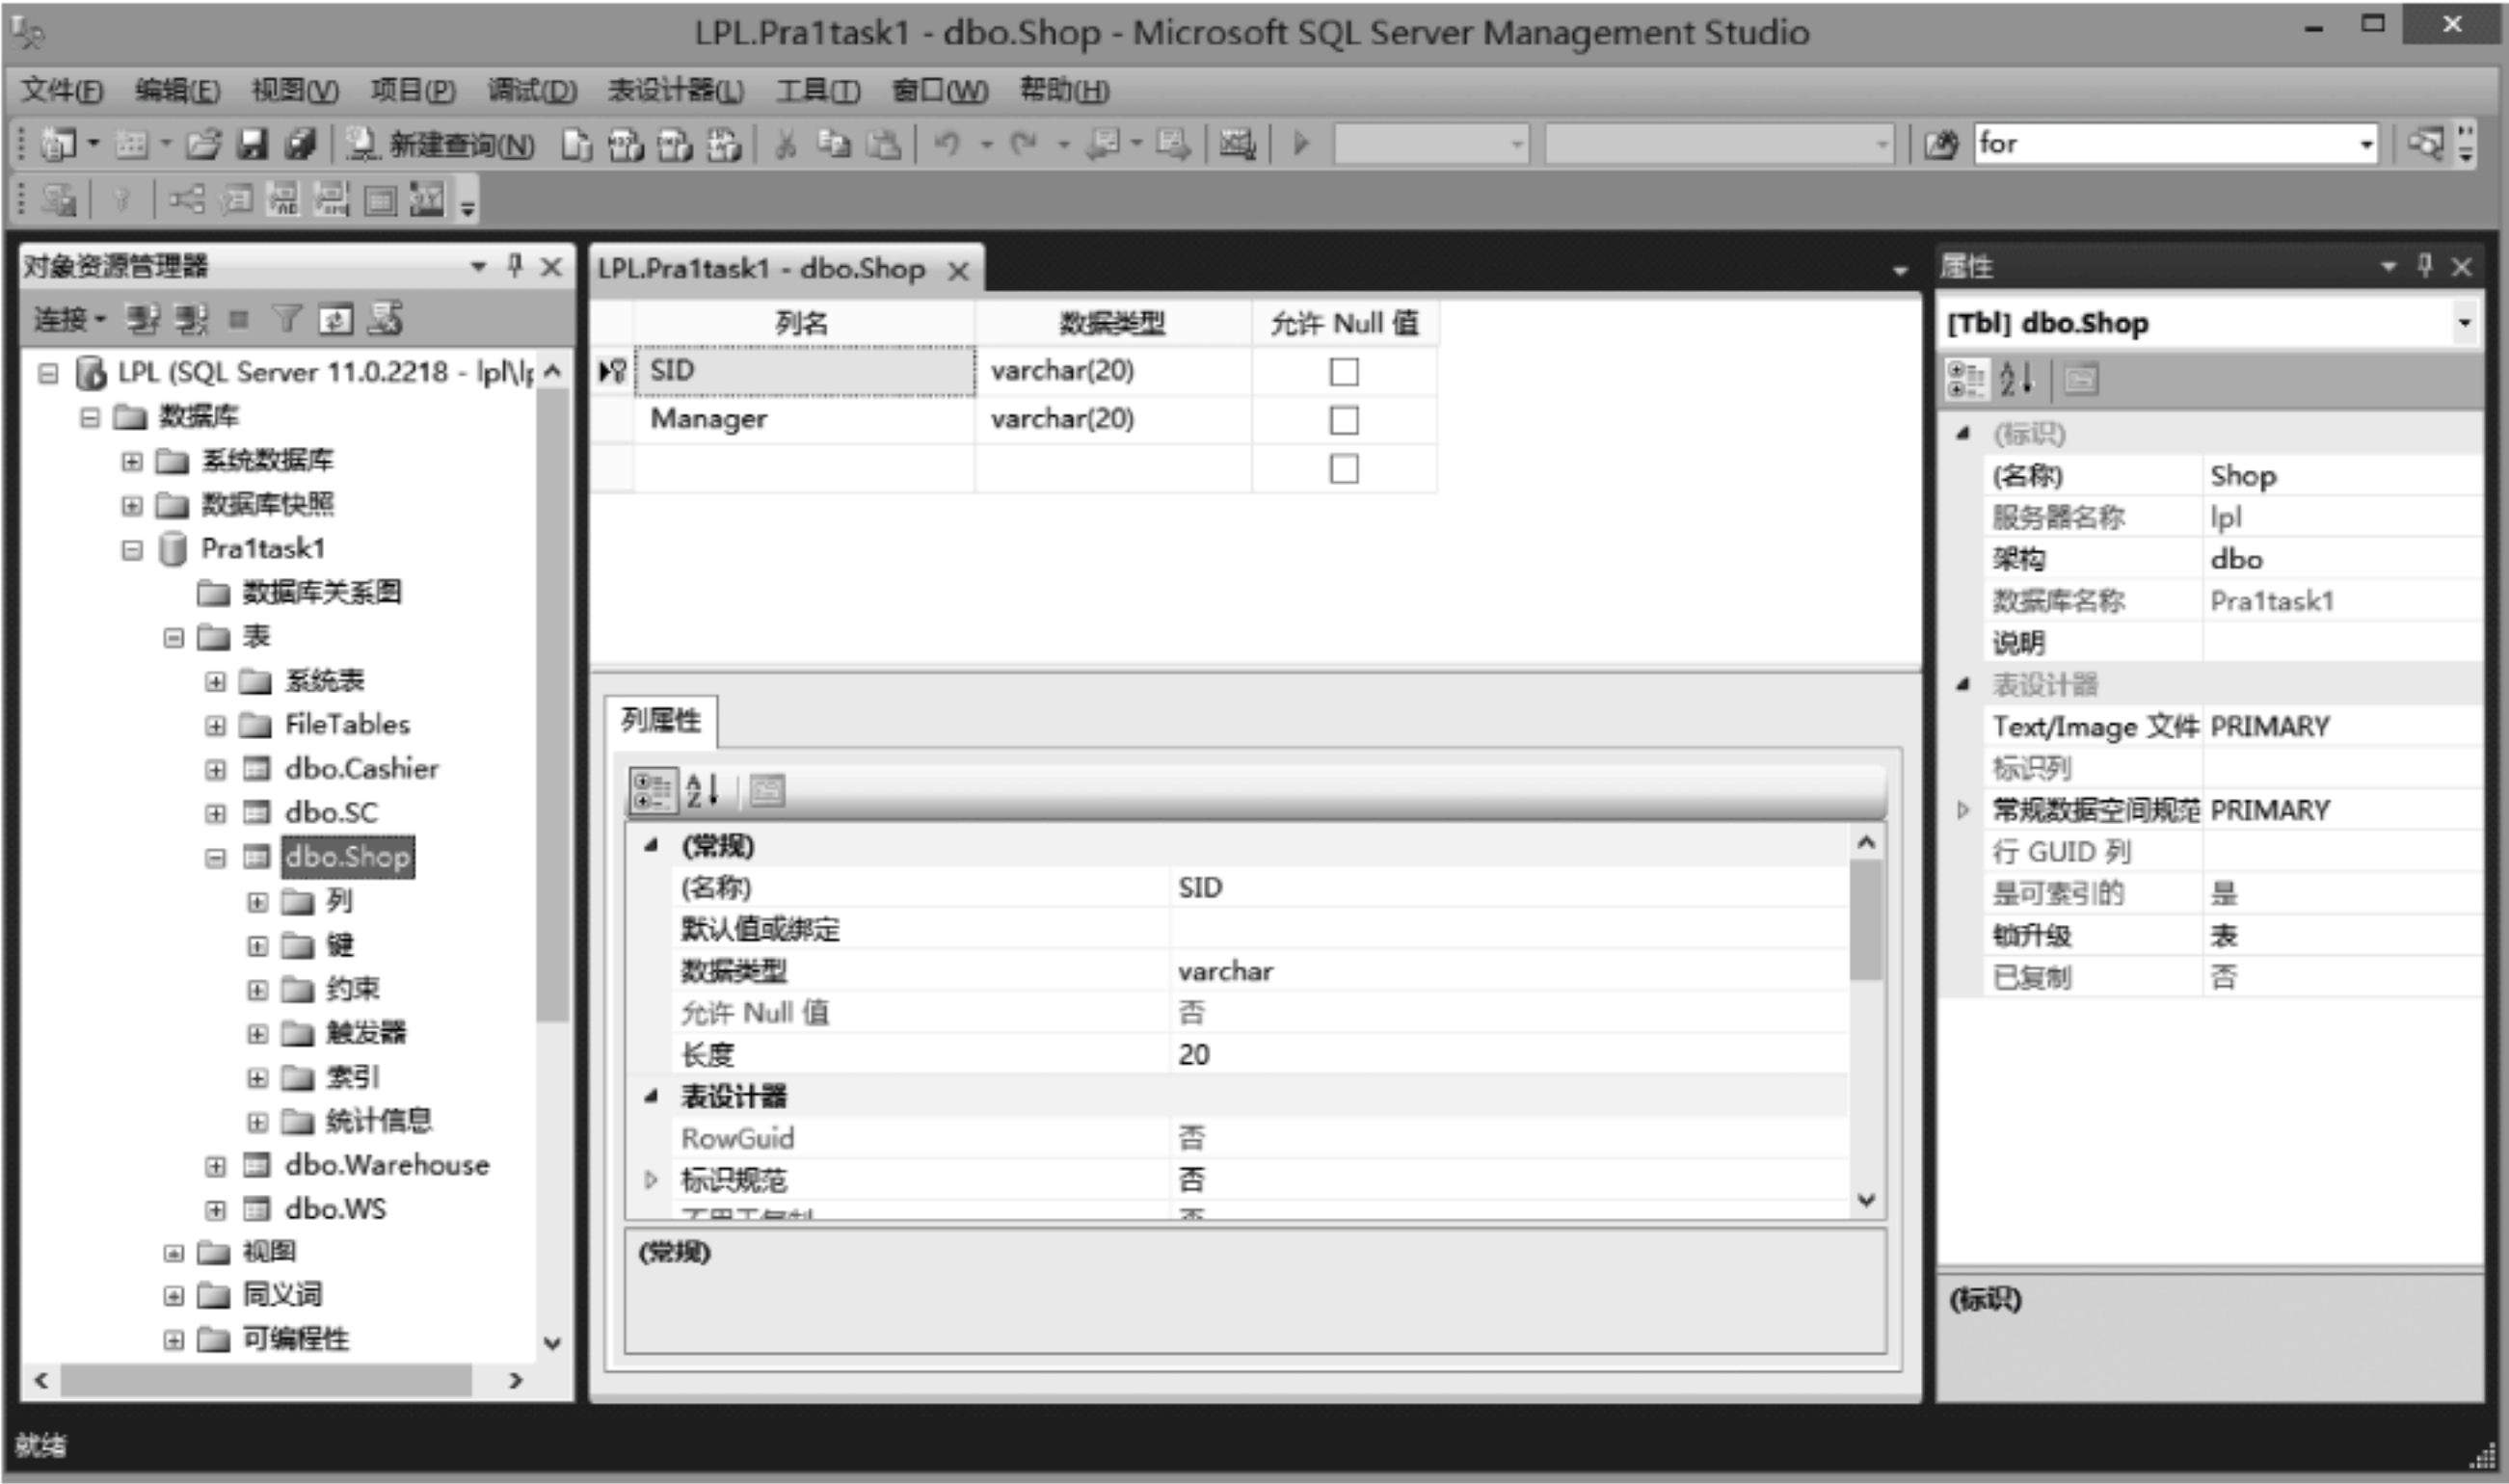 LPL.Pra1task1 - dbo.Shop - Microsoft SQL Server Management Studio
文件(F) 编辑(E) 视图(V) 项目(P) 调试(D) 表设计器(L) 工具(T) 窗口(W) 帮助(H)
新建查询(N) for
对象资源管理器
连接
LPL (SQL Server 11.0.2218 - lpl\l
数据库
系统数据库
数据库快照
Pra1task1
数据库关系图
表
系统表
FileTables
dbo.Cashier
dbo.SC
dbo.Shop
列
键
约束
触发器
索引
统计信息
dbo.Warehouse
dbo.WS
视图
同义词
可编程性
LPL.Pra1task1 - dbo.Shop
列名 数据类型 允许 Null 值
SID varchar(20)
Manager varchar(20)
列属性
(常规)
(名称) SID
默认值或绑定
数据类型 varchar
允许 Null 值 否
长度 20
表设计器
RowGuid 否
标识规范 否
(常规)
属性
[Tbl] dbo.Shop
(标识)
(名称) Shop
服务器名称 lpl
架构 dbo
数据库名称 Pra1task1
说明
表设计器
Text/Image 文件 PRIMARY
标识列
常规数据空间规范 PRIMARY
行 GUID 列
是可索引的 是
锁升级 表
已复制 否
(标识)
就绪